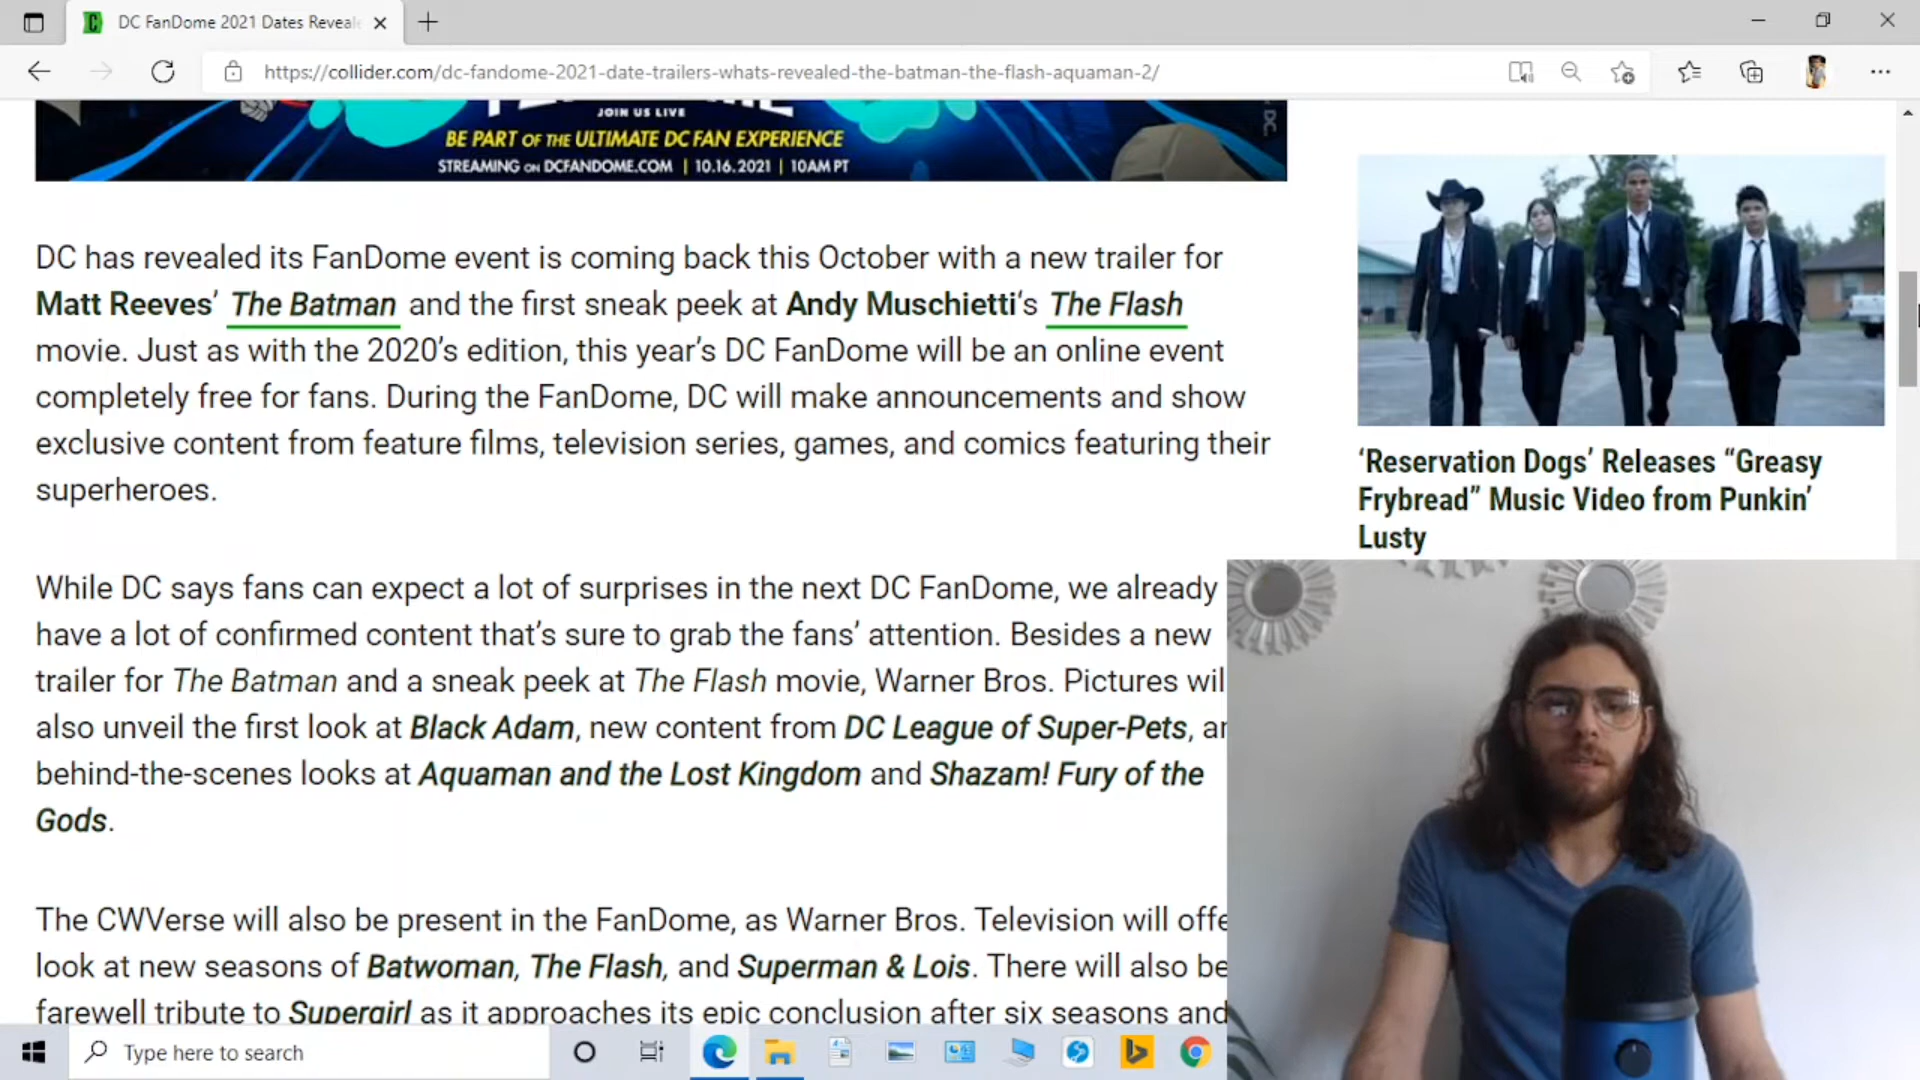 DC FanDome 2021 Dates Reveal
https://collider.com/dc-fandome-2021-date-trailers-whats-revealed-the-batman-the-flash-aquaman-2/
JOIN US LIVE
BE PART OF THE ULTIMATE DC FAN EXPERIENCE
STREAMING ON DCFANDOME.COM | 10.16.2021 | 10AM PT
DC
DC has revealed its FanDome event is coming back this October with a new trailer for
Matt Reeves’ The Batman and the first sneak peek at Andy Muschietti‘s The Flash
movie. Just as with the 2020’s edition, this year’s DC FanDome will be an online event
completely free for fans. During the FanDome, DC will make announcements and show
exclusive content from feature films, television series, games, and comics featuring their
superheroes.
‘Reservation Dogs’ Releases “Greasy
Frybread” Music Video from Punkin’
Lusty
While DC says fans can expect a lot of surprises in the next DC FanDome, we already
have a lot of confirmed content that’s sure to grab the fans’ attention. Besides a new
trailer for The Batman and a sneak peek at The Flash movie, Warner Bros. Pictures wil
also unveil the first look at Black Adam, new content from DC League of Super-Pets, an
behind-the-scenes looks at Aquaman and the Lost Kingdom and Shazam! Fury of the
Gods.
The CWVerse will also be present in the FanDome, as Warner Bros. Television will offe
look at new seasons of Batwoman, The Flash, and Superman & Lois. There will also be
farewell tribute to Supergirl as it approaches its epic conclusion after six seasons and
Type here to search